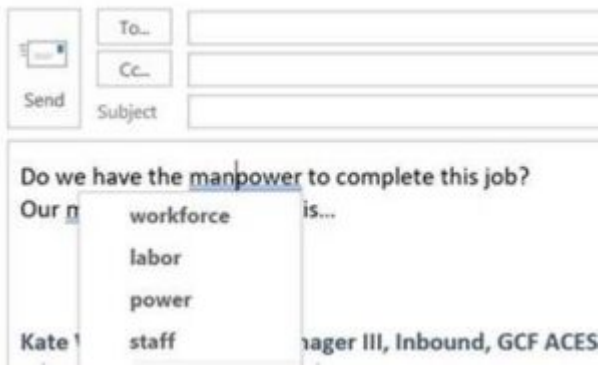 To...
Cc...
Send
Subject
Do we have the manpower to complete this job?
Our is...
workforce
labor
power
staff
Kate ager III, Inbound, GCF ACES